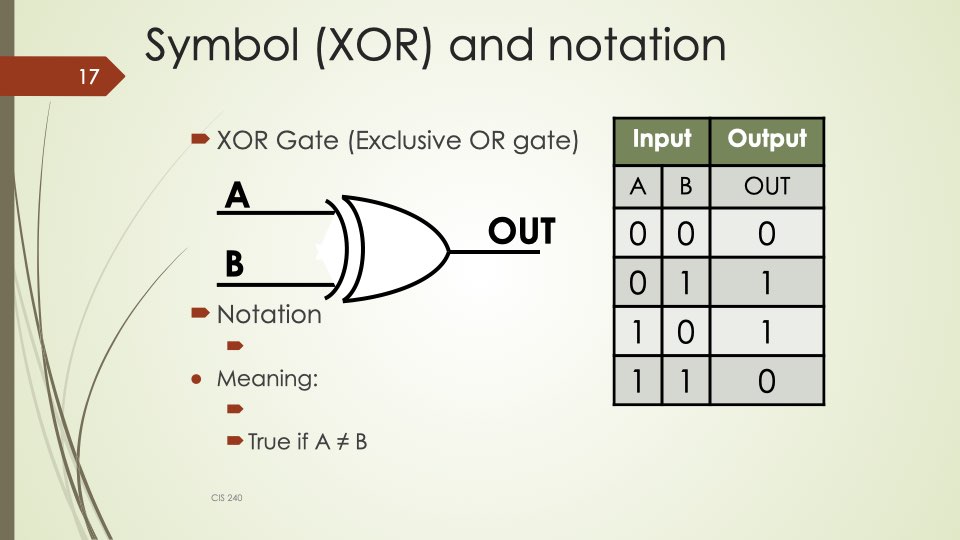 Symbol (XOR) and notation
17
XOR Gate (Exclusive OR gate)
A
B
OUT
Notation
Meaning:
True if A ≠ B
Input Output
A B OUT
0 0 0
0 1 1
1 0 1
1 1 0
CIS 240